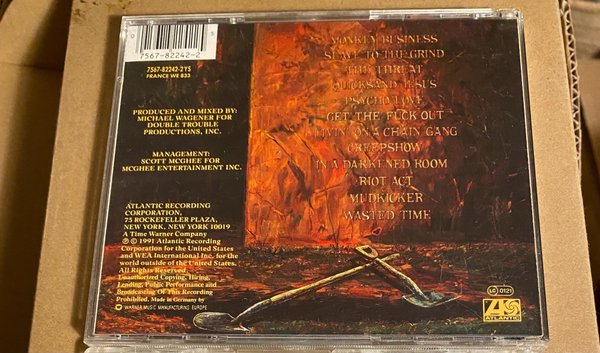 0
5
7567-82242-2
7567-82242-2YS
FRANCE WE 833
PRODUCED AND MIXED BY:
MICHAEL WAGENER FOR
DOUBLE TROUBLE
PRODUCTIONS, INC.
MANAGEMENT:
SCOTT MCGHEE FOR
MCGHEE ENTERTAINMENT INC.
ATLANTIC RECORDING
CORPORATION,
75 ROCKEFELLER PLAZA,
NEW YORK, NEW YORK 10019
A Time Warner Company
℗ © 1991 Atlantic Recording
Corporation for the United States
and WEA International Inc. for the
world outside of the United States.
All Rights Reserved.
Unauthorized Copying, Hiring,
Lending, Public Performance and
Broadcasting Of This Recording
Prohibited. Made in Germany by
WARNER MUSIC MANUFACTURING EUROPE
MONKEY BUSINESS
SLAVE TO THE GRIND
THE THREAT
QUICKSAND JESUS
PSYCHO LOVE
GET THE FUCK OUT
LIVIN' ON A CHAIN GANG
CREEPSHOW
IN A DARKENED ROOM
RIOT ACT
MUDKICKER
WASTED TIME
LC 0121
ATLANTIC